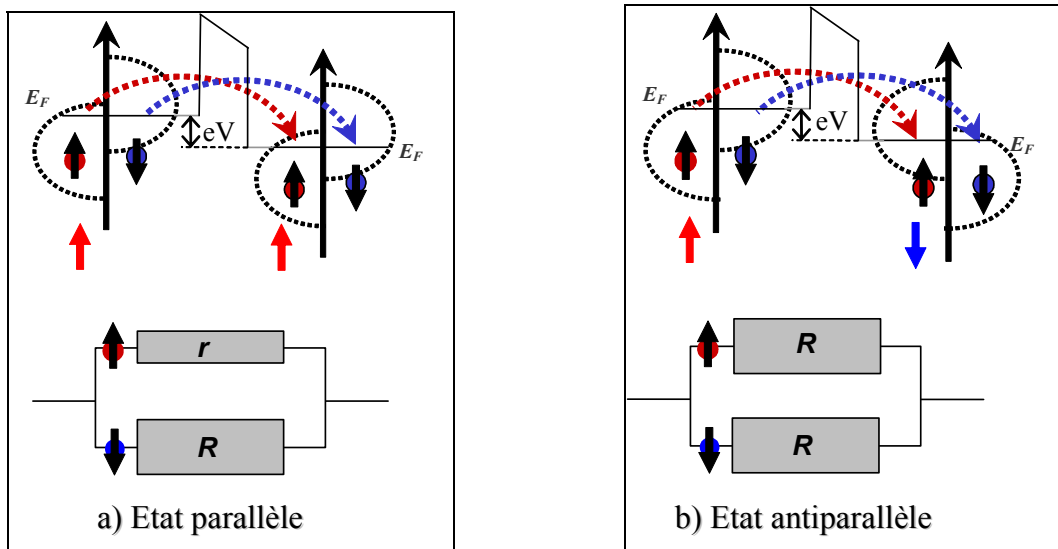 E_F
eV
E_F
r
R
a) Etat parallèle
E_F
eV
E_F
R
R
b) Etat antiparallèle